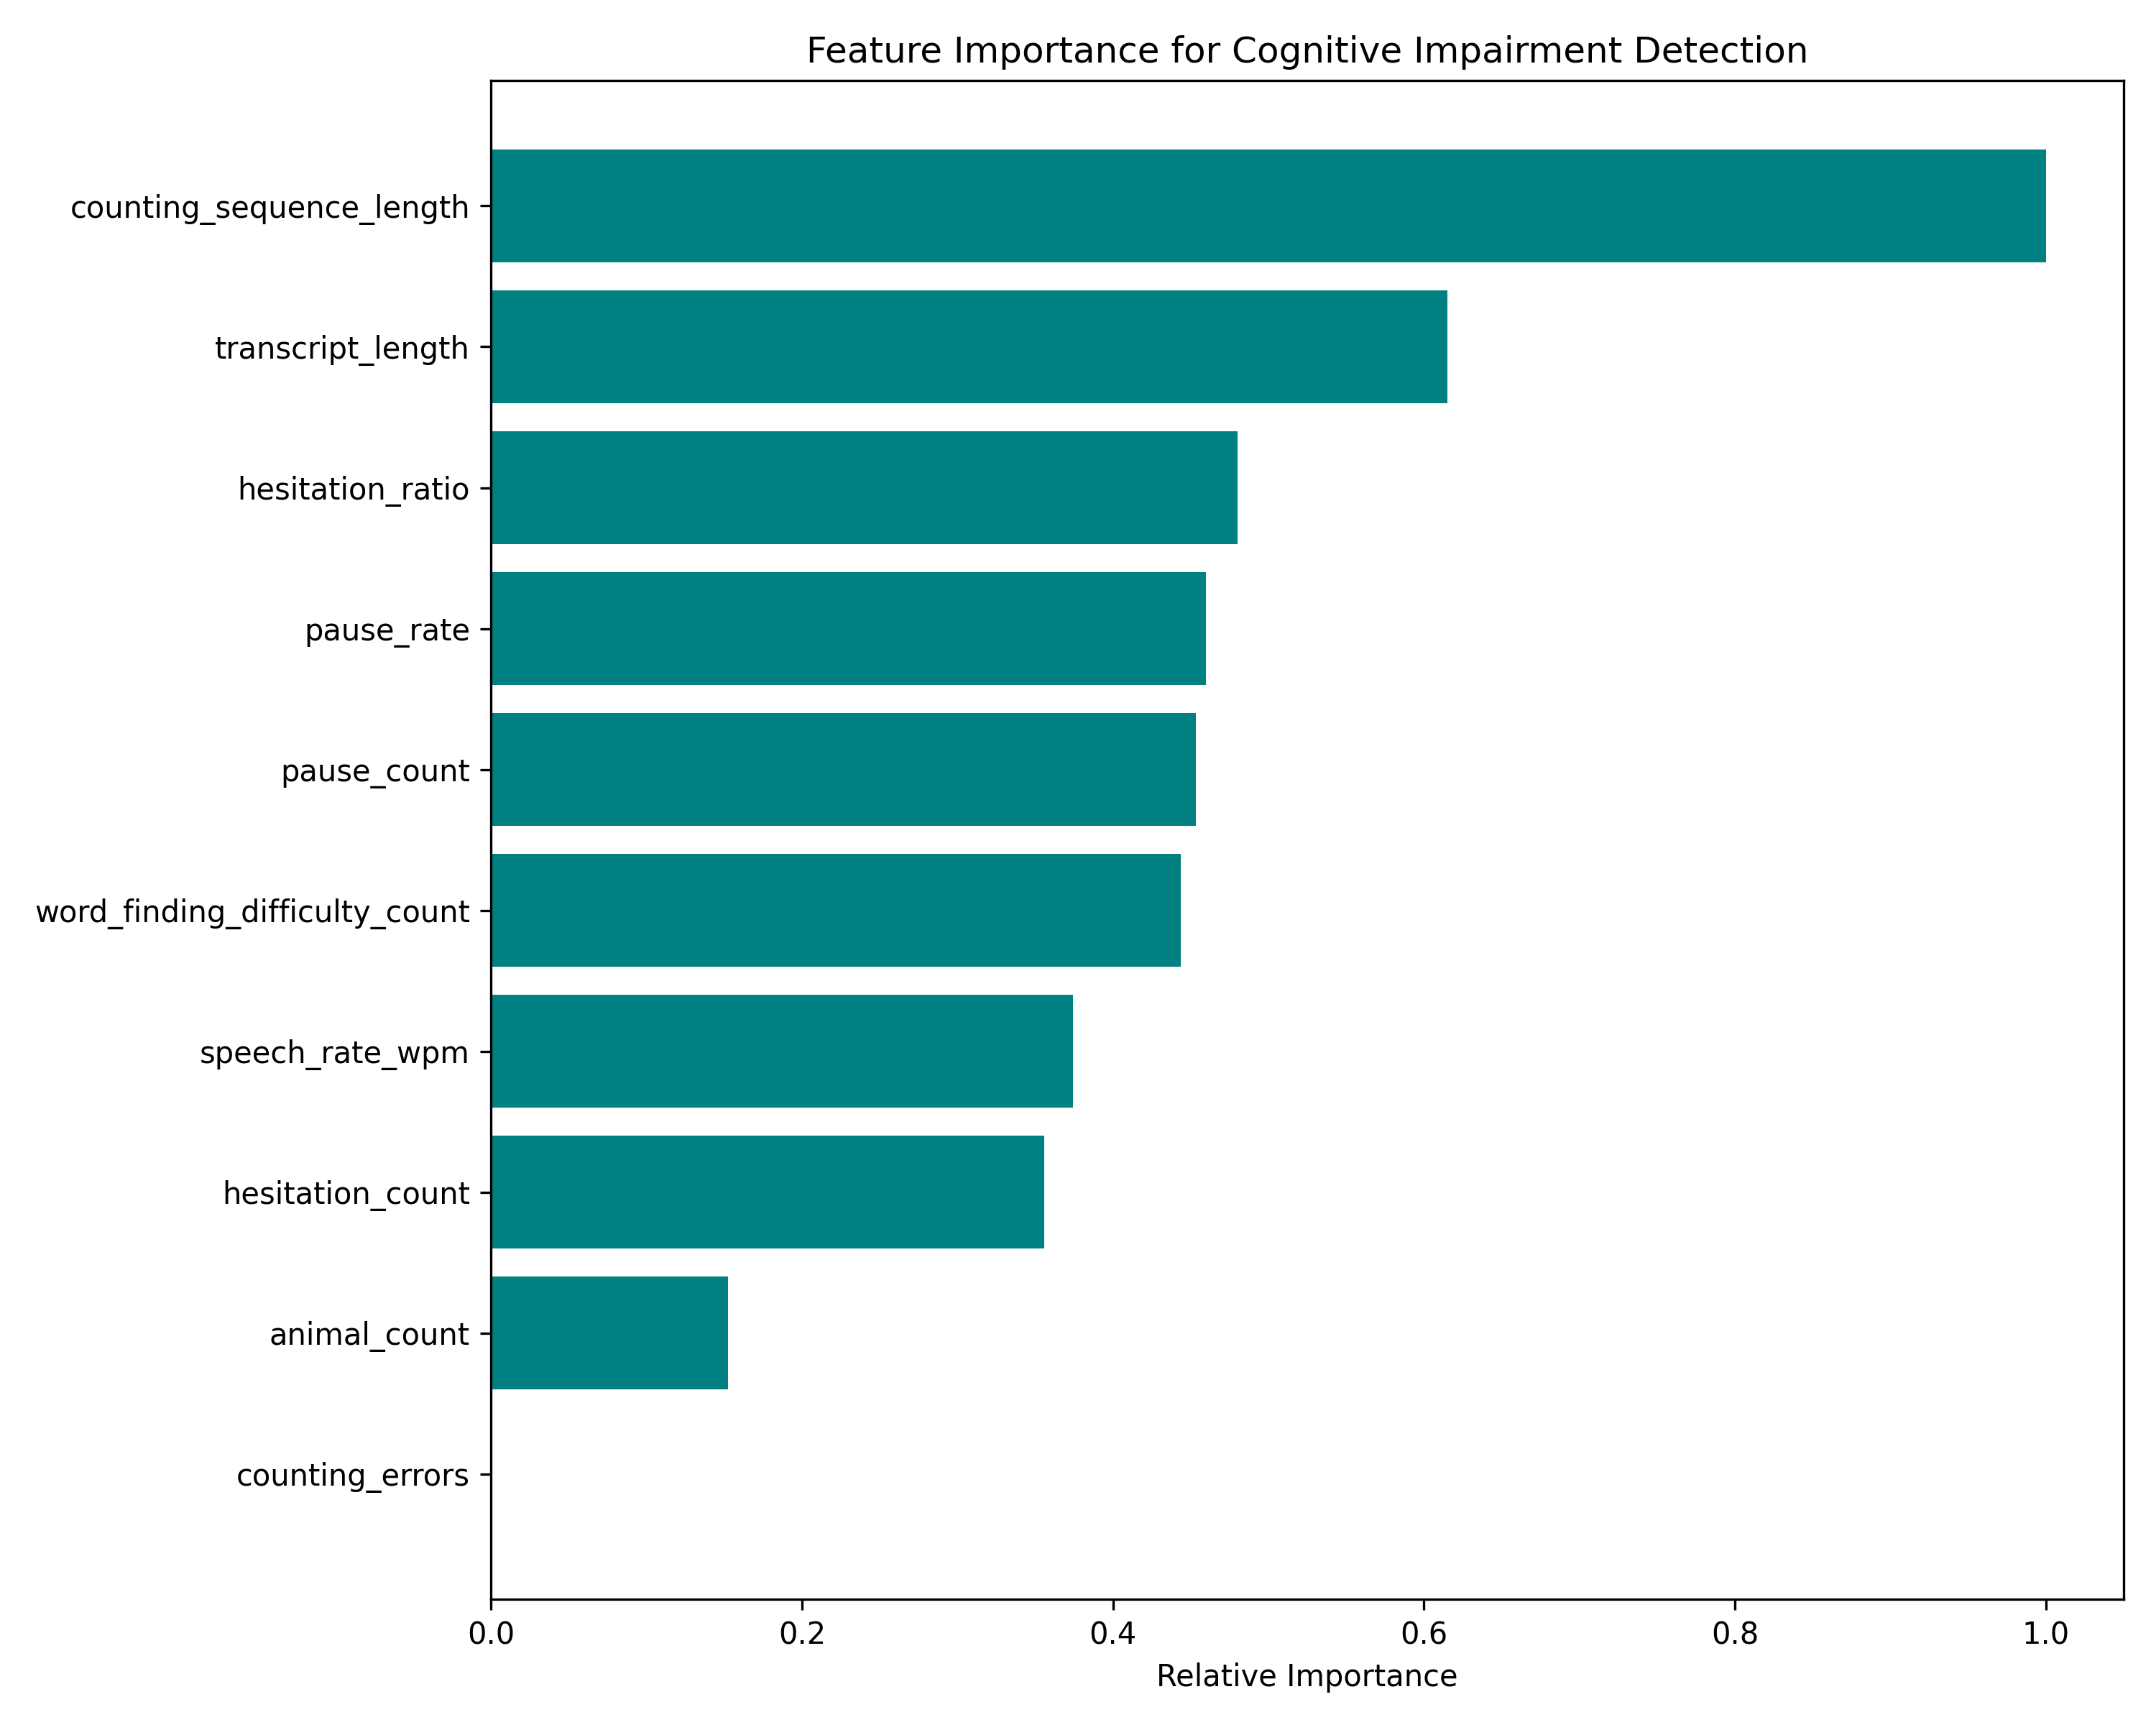 Feature Importance for Cognitive Impairment Detection
counting_sequence_length
transcript_length
hesitation_ratio
pause_rate
pause_count
word_finding_difficulty_count
speech_rate_wpm
hesitation_count
animal_count
counting_errors
0.0 0.2 0.4 0.6 0.8 1.0
Relative Importance